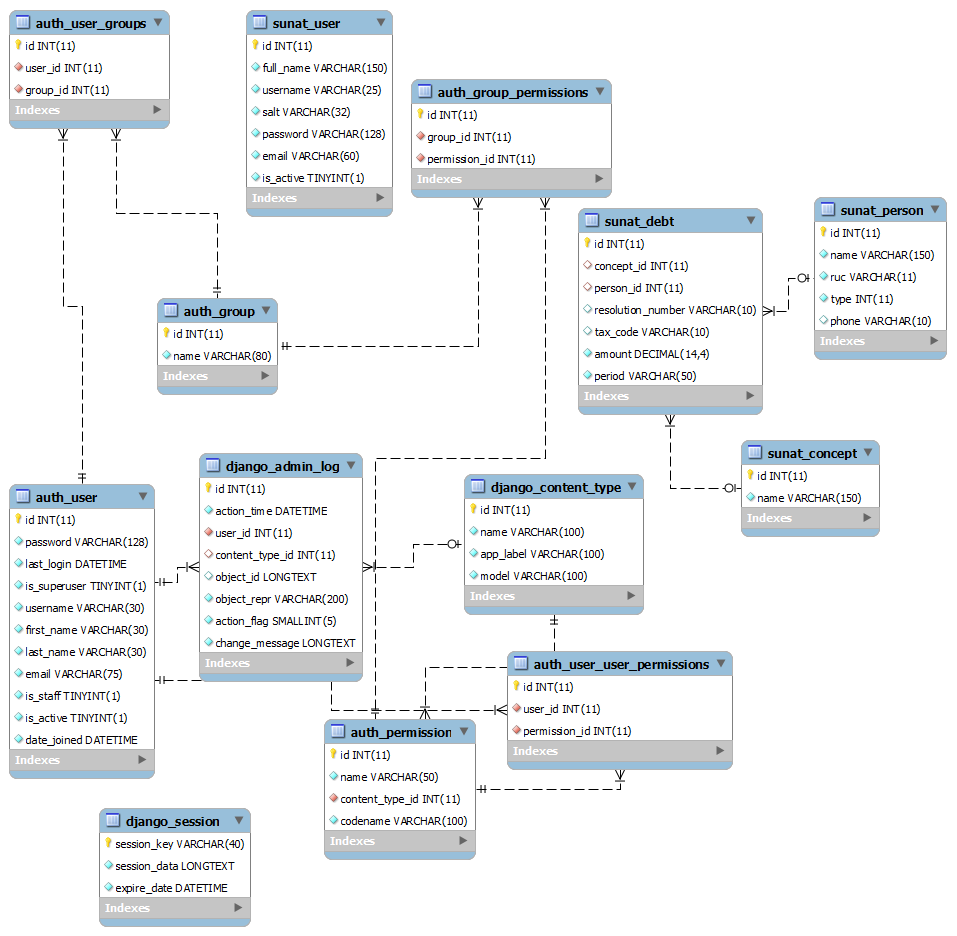 auth_user_groups
id INT(11)
user_id INT(11)
group_id INT(11)
Indexes
sunat_user
id INT(11)
full_name VARCHAR(150)
username VARCHAR(25)
salt VARCHAR(32)
password VARCHAR(128)
email VARCHAR(60)
is_active TINYINT(1)
Indexes
auth_group_permissions
id INT(11)
group_id INT(11)
permission_id INT(11)
Indexes
sunat_debt
id INT(11)
concept_id INT(11)
person_id INT(11)
resolution_number VARCHAR(10)
tax_code VARCHAR(10)
amount DECIMAL(14,4)
period VARCHAR(50)
Indexes
sunat_person
id INT(11)
name VARCHAR(150)
ruc VARCHAR(11)
type INT(11)
phone VARCHAR(10)
Indexes
auth_group
id INT(11)
name VARCHAR(80)
Indexes
sunat_concept
id INT(11)
name VARCHAR(150)
Indexes
auth_user
id INT(11)
password VARCHAR(128)
last_login DATETIME
is_superuser TINYINT(1)
username VARCHAR(30)
first_name VARCHAR(30)
last_name VARCHAR(30)
email VARCHAR(75)
is_staff TINYINT(1)
is_active TINYINT(1)
date_joined DATETIME
Indexes
django_admin_log
id INT(11)
action_time DATETIME
user_id INT(11)
content_type_id INT(11)
object_id LONGTEXT
object_repr VARCHAR(200)
action_flag SMALLINT(5)
change_message LONGTEXT
Indexes
django_content_type
id INT(11)
name VARCHAR(100)
app_label VARCHAR(100)
model VARCHAR(100)
Indexes
auth_user_user_permissions
id INT(11)
user_id INT(11)
permission_id INT(11)
Indexes
auth_permission
id INT(11)
name VARCHAR(50)
content_type_id INT(11)
codename VARCHAR(100)
Indexes
django_session
session_key VARCHAR(40)
session_data LONGTEXT
expire_date DATETIME
Indexes